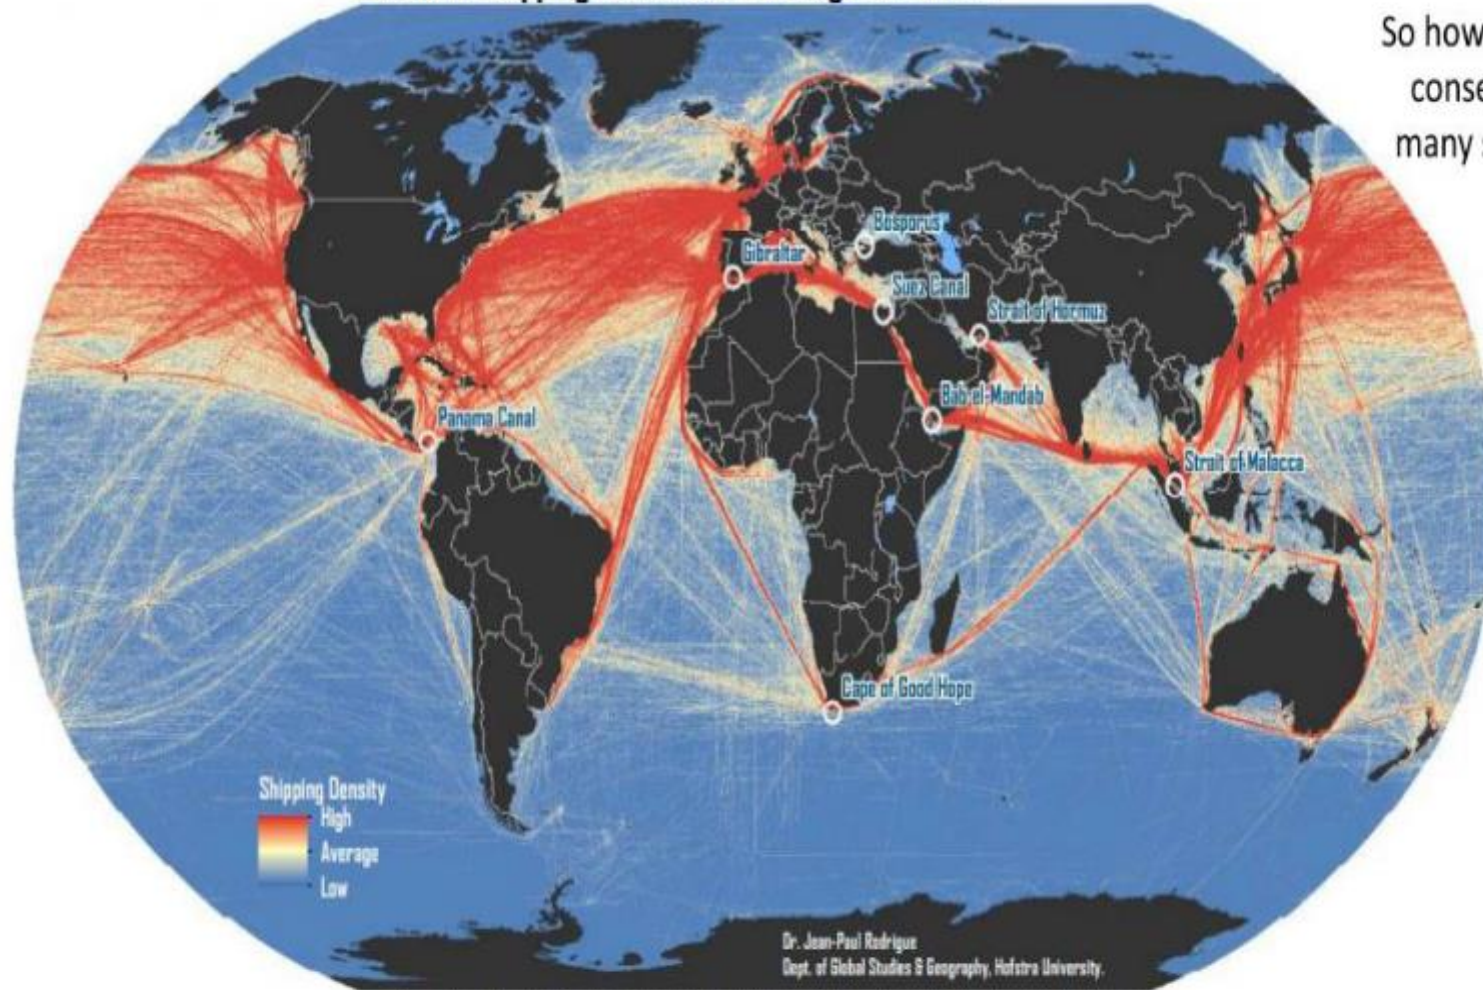 So how
conse
many
Bosporus
Gibraltar
Suez Canal
Strait of Hormuz
Bab el-Mandab
Panama Canal
Strait of Malacca
Cape of Good Hope
Shipping Density
High
Average
Low
Dr. Jean-Paul Rodrigue
Dept. of Global Studies & Geography, Hofstra University.